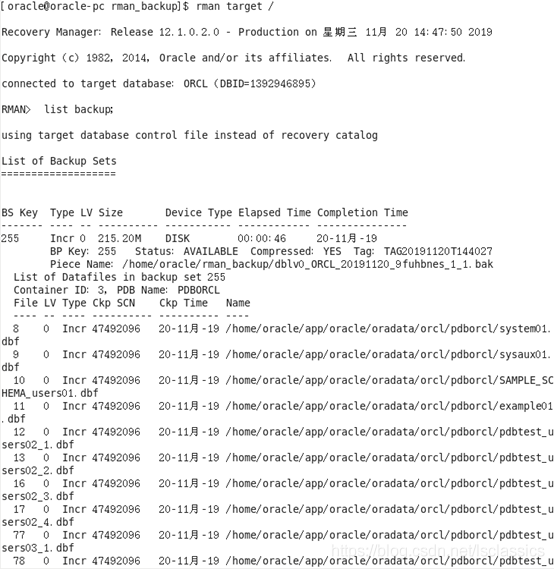 [oracle@oracle-pc rman_backup]$ rman target /
Recovery Manager: Release 12.1.0.2.0 - Production on 星期三 11月 20 14:47:50 2019
Copyright (c) 1982, 2014, Oracle and/or its affiliates.  All rights reserved.
connected to target database: ORCL (DBID=1392946895)
RMAN>  list backup;
using target database control file instead of recovery catalog
List of Backup Sets
===================
BS Key  Type LV Size       Device Type Elapsed Time Completion Time
------- ---- -- ---------- ----------- ------------ ---------------
255     Incr 0  215.20M    DISK        00:00:46     20-11月-19
BP Key: 255   Status: AVAILABLE  Compressed: YES  Tag: TAG20191120T144027
Piece Name: /home/oracle/rman_backup/dblv0_ORCL_20191120_9fuhbnes_1_1.bak
List of Datafiles in backup set 255
Container ID: 3, PDB Name: PDBORCL
File LV Type Ckp SCN    Ckp Time   Name
---- -- ---- ---------- ---------- ----
8    0  Incr 47492096   20-11月-19 /home/oracle/app/oracle/oradata/orcl/pdborcl/system01.
dbf
9    0  Incr 47492096   20-11月-19 /home/oracle/app/oracle/oradata/orcl/pdborcl/sysaux01.
dbf
10   0  Incr 47492096   20-11月-19 /home/oracle/app/oracle/oradata/orcl/pdborcl/SAMPLE_SC
HEMA_users01.dbf
11   0  Incr 47492096   20-11月-19 /home/oracle/app/oracle/oradata/orcl/pdborcl/example01
.dbf
12   0  Incr 47492096   20-11月-19 /home/oracle/app/oracle/oradata/orcl/pdborcl/pdbtest_u
sers02_1.dbf
13   0  Incr 47492096   20-11月-19 /home/oracle/app/oracle/oradata/orcl/pdborcl/pdbtest_u
sers02_2.dbf
16   0  Incr 47492096   20-11月-19 /home/oracle/app/oracle/oradata/orcl/pdborcl/pdbtest_u
sers02_3.dbf
17   0  Incr 47492096   20-11月-19 /home/oracle/app/oracle/oradata/orcl/pdborcl/pdbtest_u
sers02_4.dbf
77   0  Incr 47492096   20-11月-19 /home/oracle/app/oracle/oradata/orcl/pdborcl/pdbtest_u
sers03_1.dbf
78   0  Incr 47492096   20-11月-19 /home/oracle/app/oracle/oradata/orcl/pdborcl/pdbtest_u
https://blog.csdn.net/isclassics